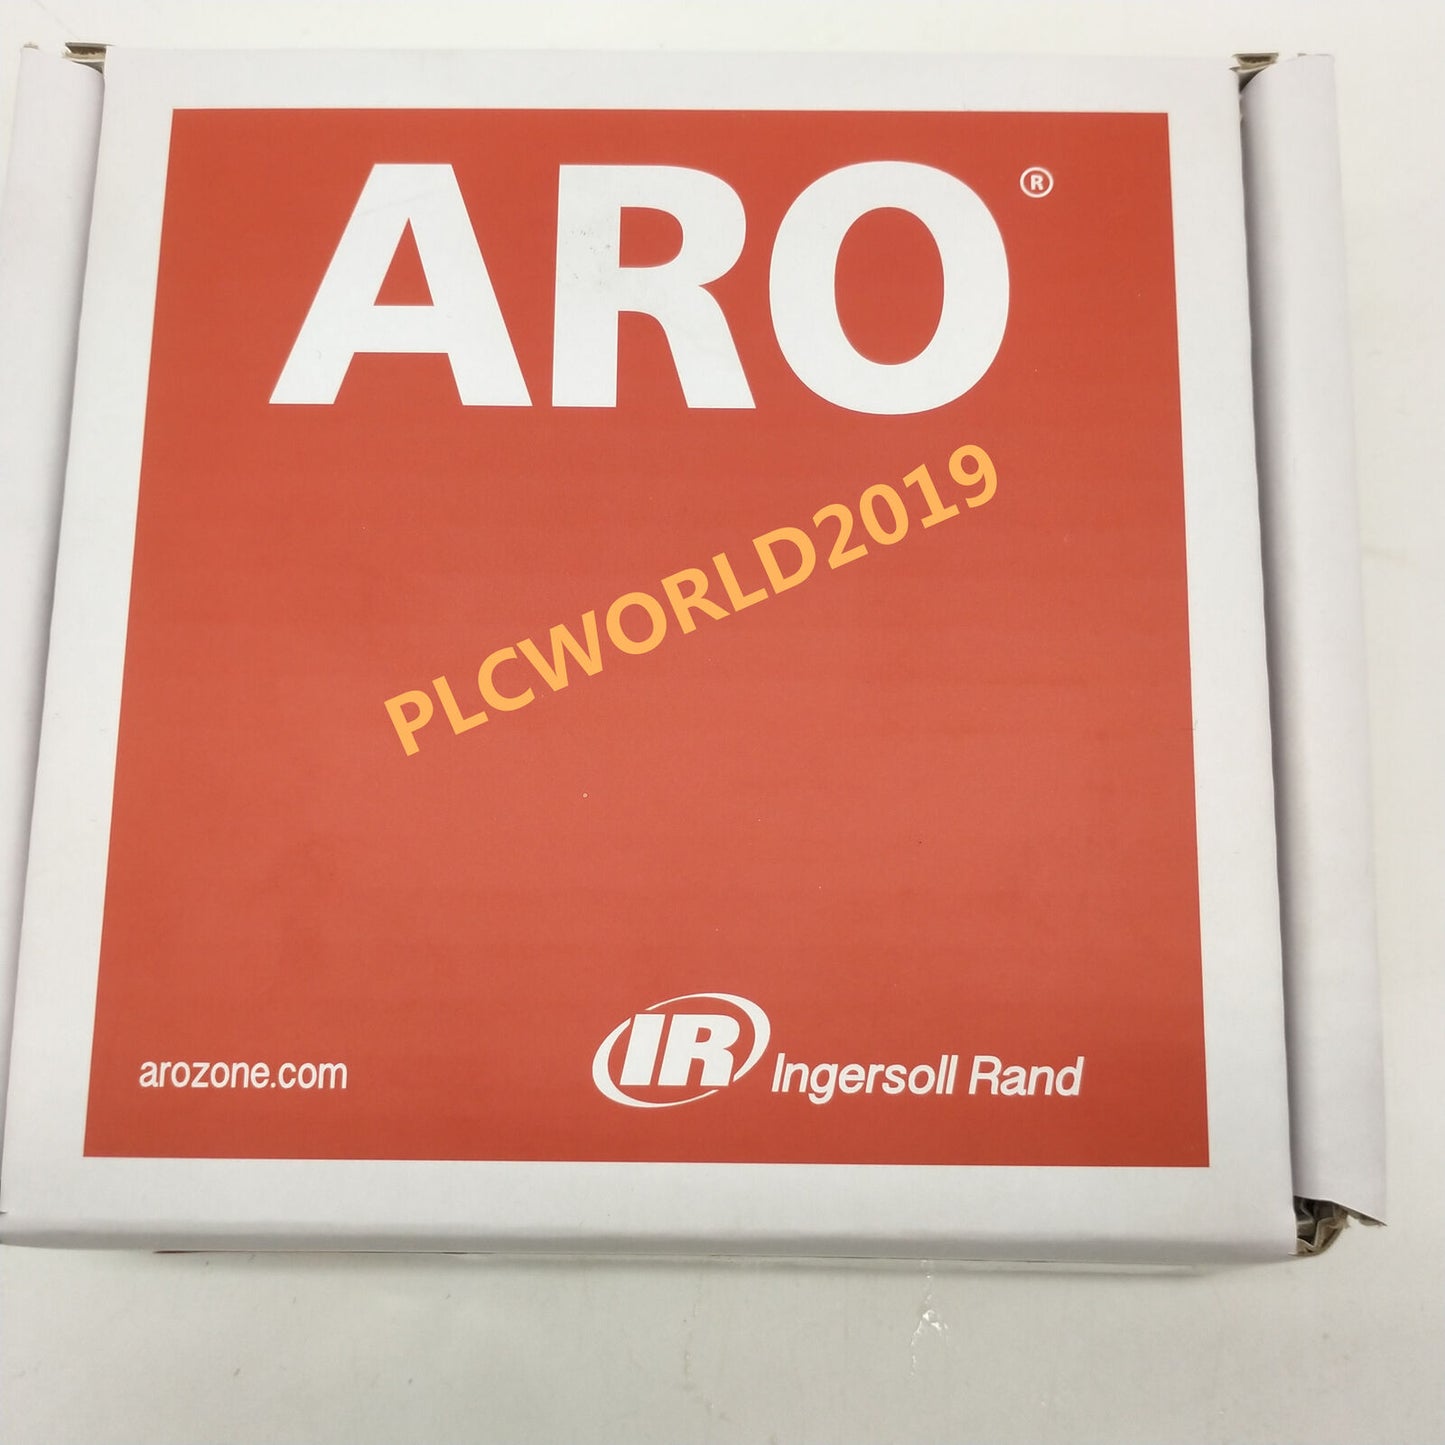 ARO®
PLCWORLD2019
arozone.com
IR Ingersoll Rand